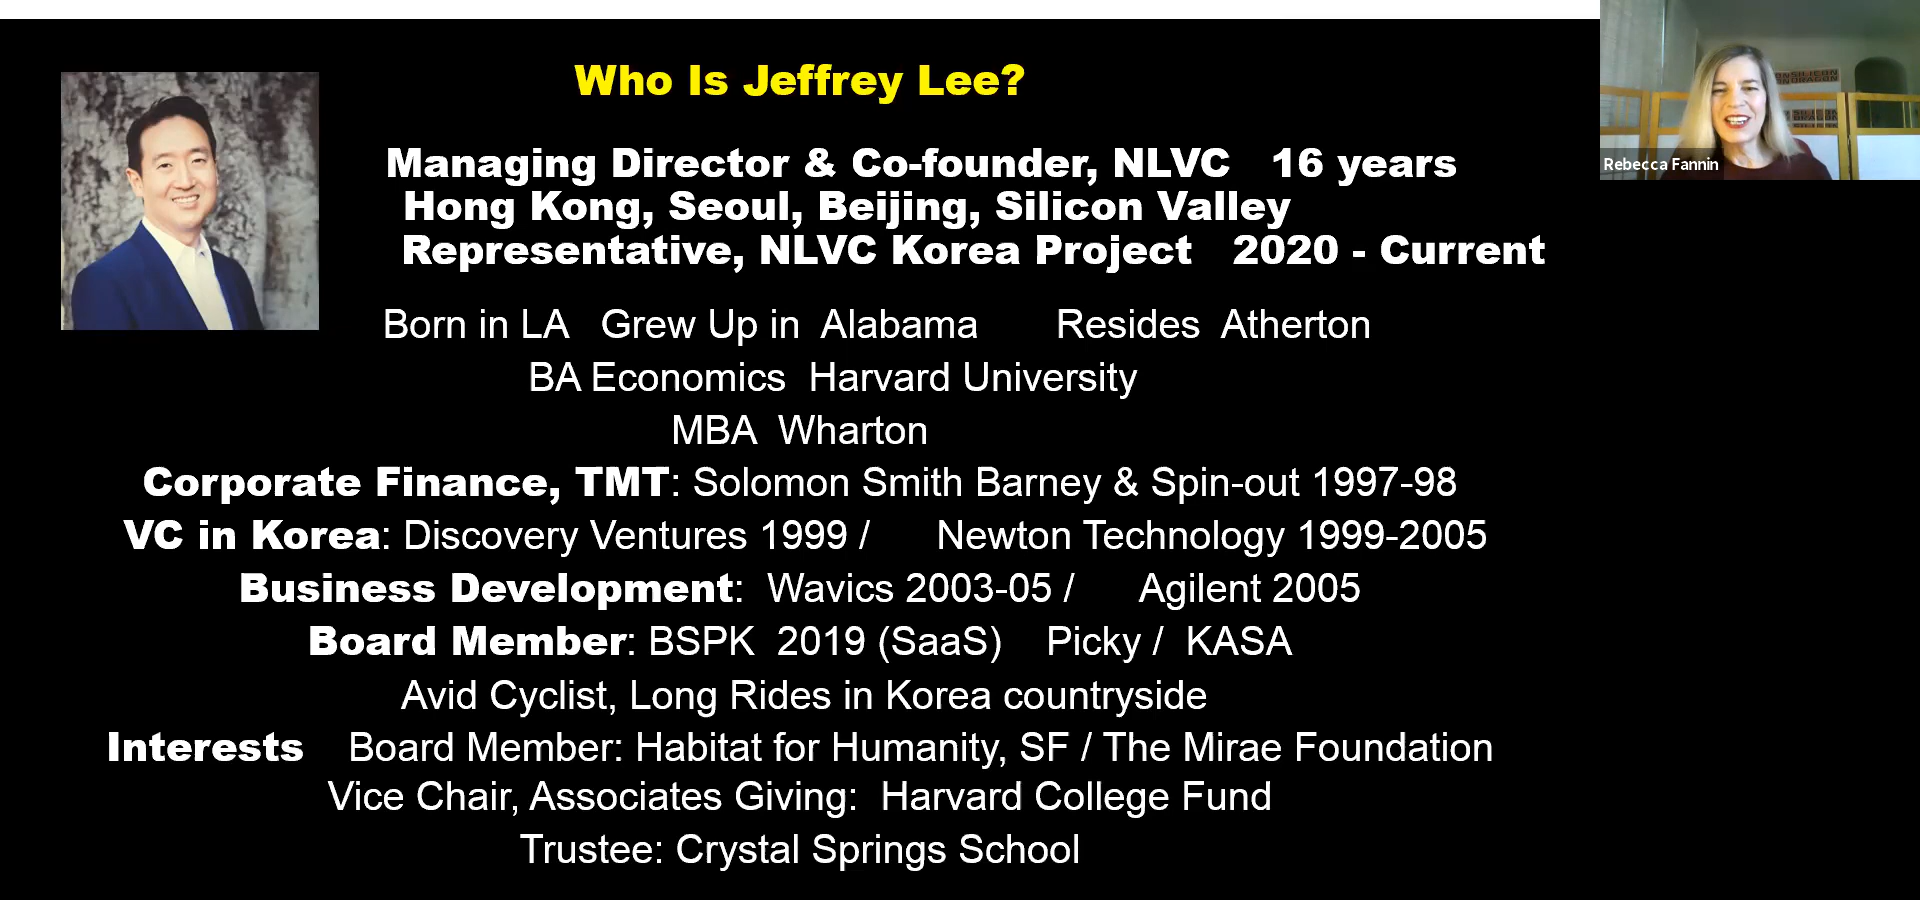 Who Is Jeffrey Lee?
Managing Director & Co-founder, NLVC 16 years
Hong Kong, Seoul, Beijing, Silicon Valley
Representative, NLVC Korea Project 2020 - Current
Born in LA Grew Up in Alabama Resides Atherton
BA Economics Harvard University
MBA Wharton
Corporate Finance, TMT: Solomon Smith Barney & Spin-out 1997-98
VC in Korea: Discovery Ventures 1999 / Newton Technology 1999-2005
Business Development: Wavics 2003-05 / Agilent 2005
Board Member: BSPK 2019 (SaaS) Picky / KASA
Avid Cyclist, Long Rides in Korea countryside
Interests Board Member: Habitat for Humanity, SF / The Mirae Foundation
Vice Chair, Associates Giving: Harvard College Fund
Trustee: Crystal Springs School
Rebecca Fannin